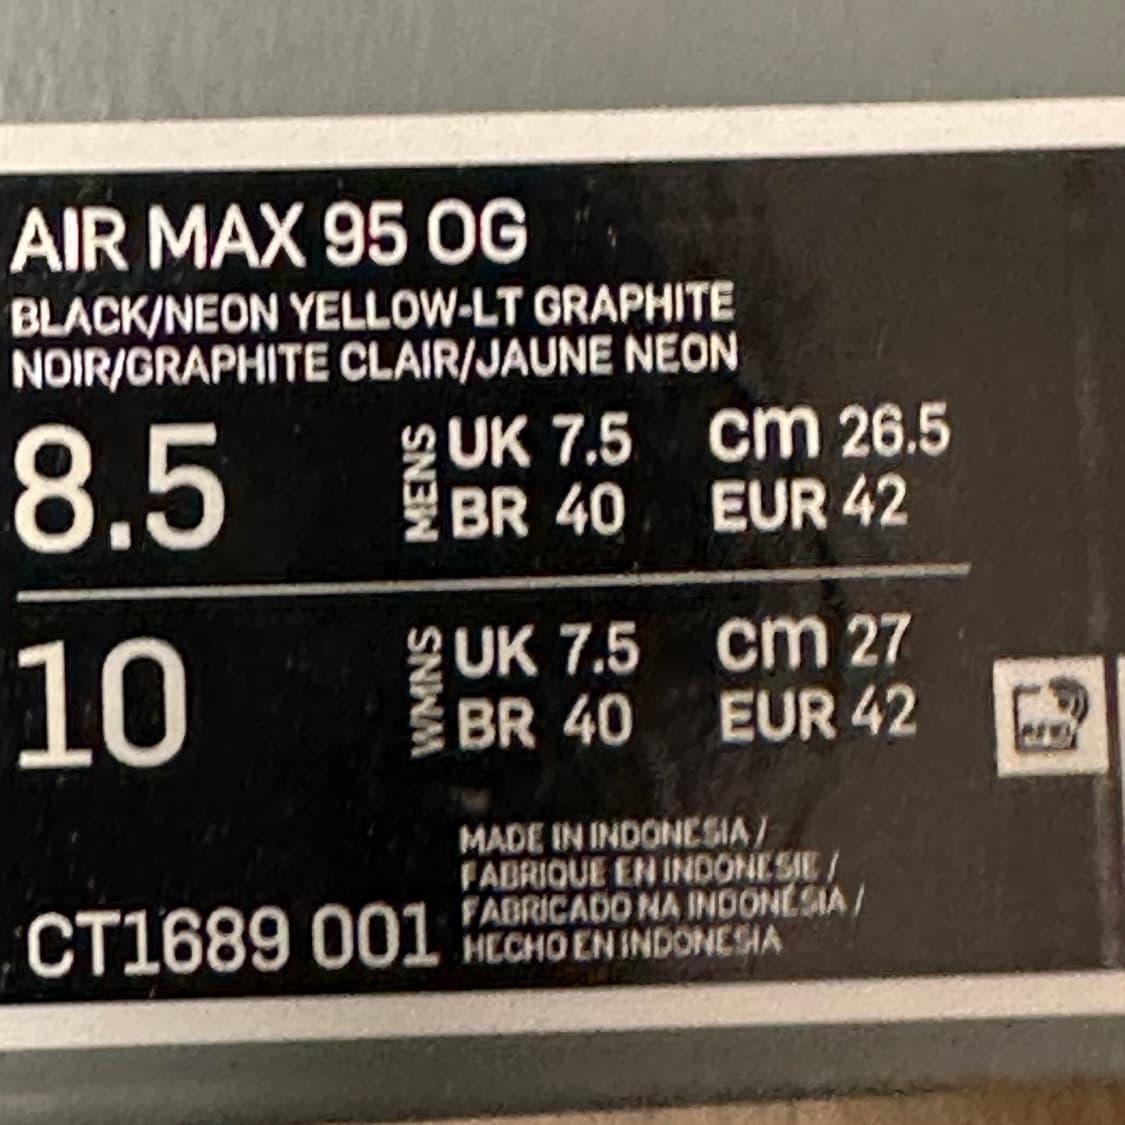 AIR MAX 95 OG
BLACK/NEON YELLOW-LT GRAPHITE
NOIR/GRAPHITE CLAIR/JAUNE NEON
8.5 MENS UK 7.5 cm 26.5
BR 40 EUR 42
10 WMNS UK 7.5 cm 27
BR 40 EUR 42
MADE IN INDONESIA /
FABRIQUE EN INDONESIE /
FABRICADO NA INDONÉSIA /
HECHO EN INDONESIA
CT1689 001